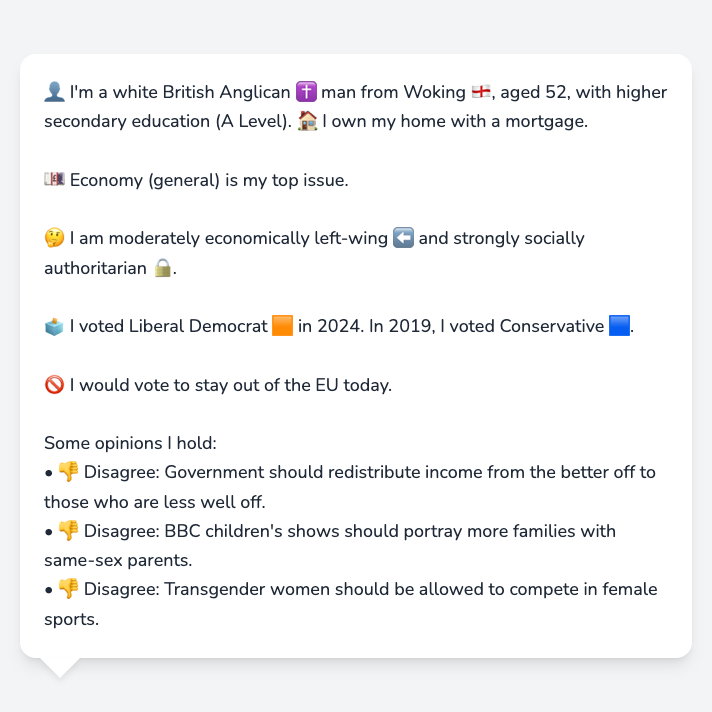 👤 I'm a white British Anglican ✝️ man from Woking 🏴󠁧󠁢󠁥󠁮󠁧󠁿, aged 52, with higher
secondary education (A Level). 🏠 I own my home with a mortgage.
💷 Economy (general) is my top issue.
🤔 I am moderately economically left-wing ⬅️ and strongly socially
authoritarian 🔒.
🗳️ I voted Liberal Democrat 🟧 in 2024. In 2019, I voted Conservative 🟦.
🚫 I would vote to stay out of the EU today.
Some opinions I hold:
• 👎 Disagree: Government should redistribute income from the better off to
those who are less well off.
• 👎 Disagree: BBC children's shows should portray more families with
same-sex parents.
• 👎 Disagree: Transgender women should be allowed to compete in female
sports.